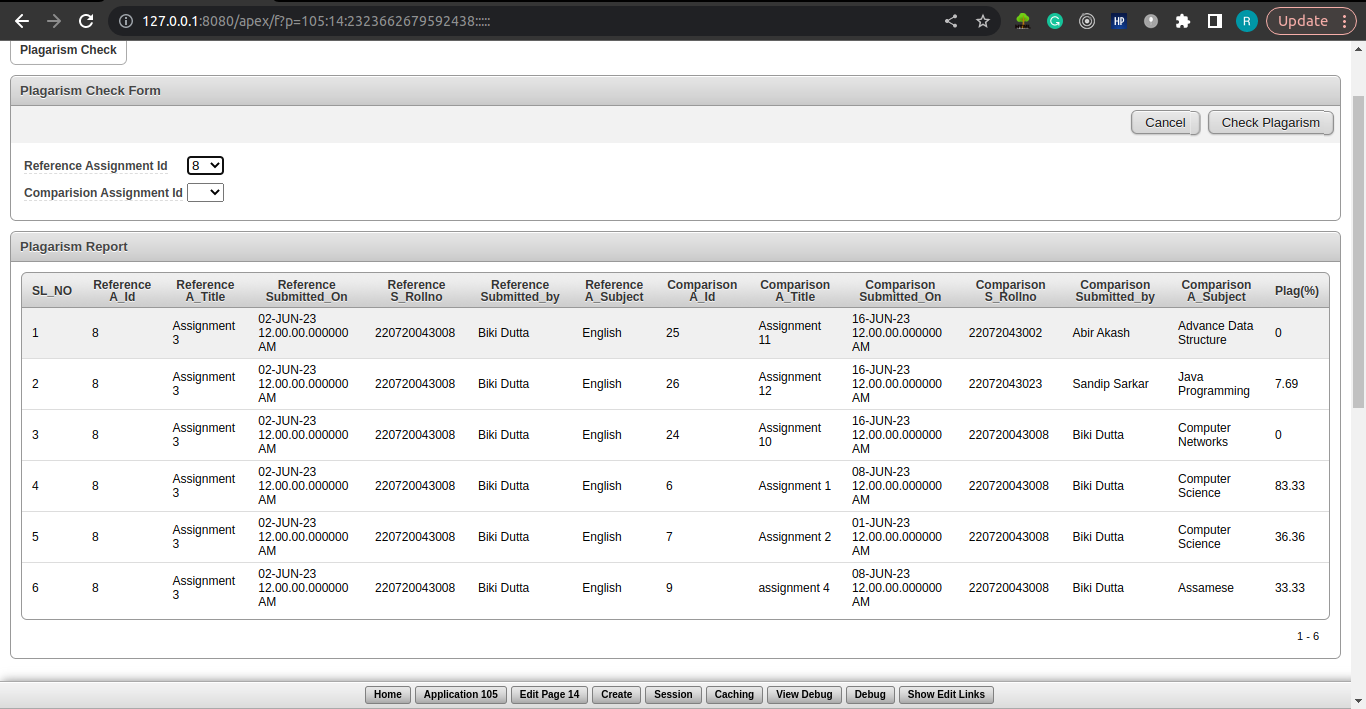 127.0.0.1:8080/apex/f?p=105:14:2323662679592438:::::
HP
R
Update
Plagarism Check
Plagarism Check Form
Cancel
Check Plagarism
Reference Assignment Id 8
Comparision Assignment Id
Plagarism Report
SL_NO Reference A_Id Reference A_Title Reference Submitted_On Reference S_Rollno Reference Submitted_by Reference A_Subject Comparison A_Id Comparison A_Title Comparison Submitted_On Comparison S_Rollno Comparison Submitted_by Comparison A_Subject Plag(%)
1 8 Assignment 3 02-JUN-23 12.00.00.000000 AM 220720043008 Biki Dutta English 25 Assignment 11 16-JUN-23 12.00.00.000000 AM 22072043002 Abir Akash Advance Data Structure 0
2 8 Assignment 3 02-JUN-23 12.00.00.000000 AM 220720043008 Biki Dutta English 26 Assignment 12 16-JUN-23 12.00.00.000000 AM 22072043023 Sandip Sarkar Java Programming 7.69
3 8 Assignment 3 02-JUN-23 12.00.00.000000 AM 220720043008 Biki Dutta English 24 Assignment 10 16-JUN-23 12.00.00.000000 AM 220720043008 Biki Dutta Computer Networks 0
4 8 Assignment 3 02-JUN-23 12.00.00.000000 AM 220720043008 Biki Dutta English 6 Assignment 1 08-JUN-23 12.00.00.000000 AM 220720043008 Biki Dutta Computer Science 83.33
5 8 Assignment 3 02-JUN-23 12.00.00.000000 AM 220720043008 Biki Dutta English 7 Assignment 2 01-JUN-23 12.00.00.000000 AM 220720043008 Biki Dutta Computer Science 36.36
6 8 Assignment 3 02-JUN-23 12.00.00.000000 AM 220720043008 Biki Dutta English 9 assignment 4 08-JUN-23 12.00.00.000000 AM 220720043008 Biki Dutta Assamese 33.33
1 - 6
Home Application 105 Edit Page 14 Create Session Caching View Debug Debug Show Edit Links